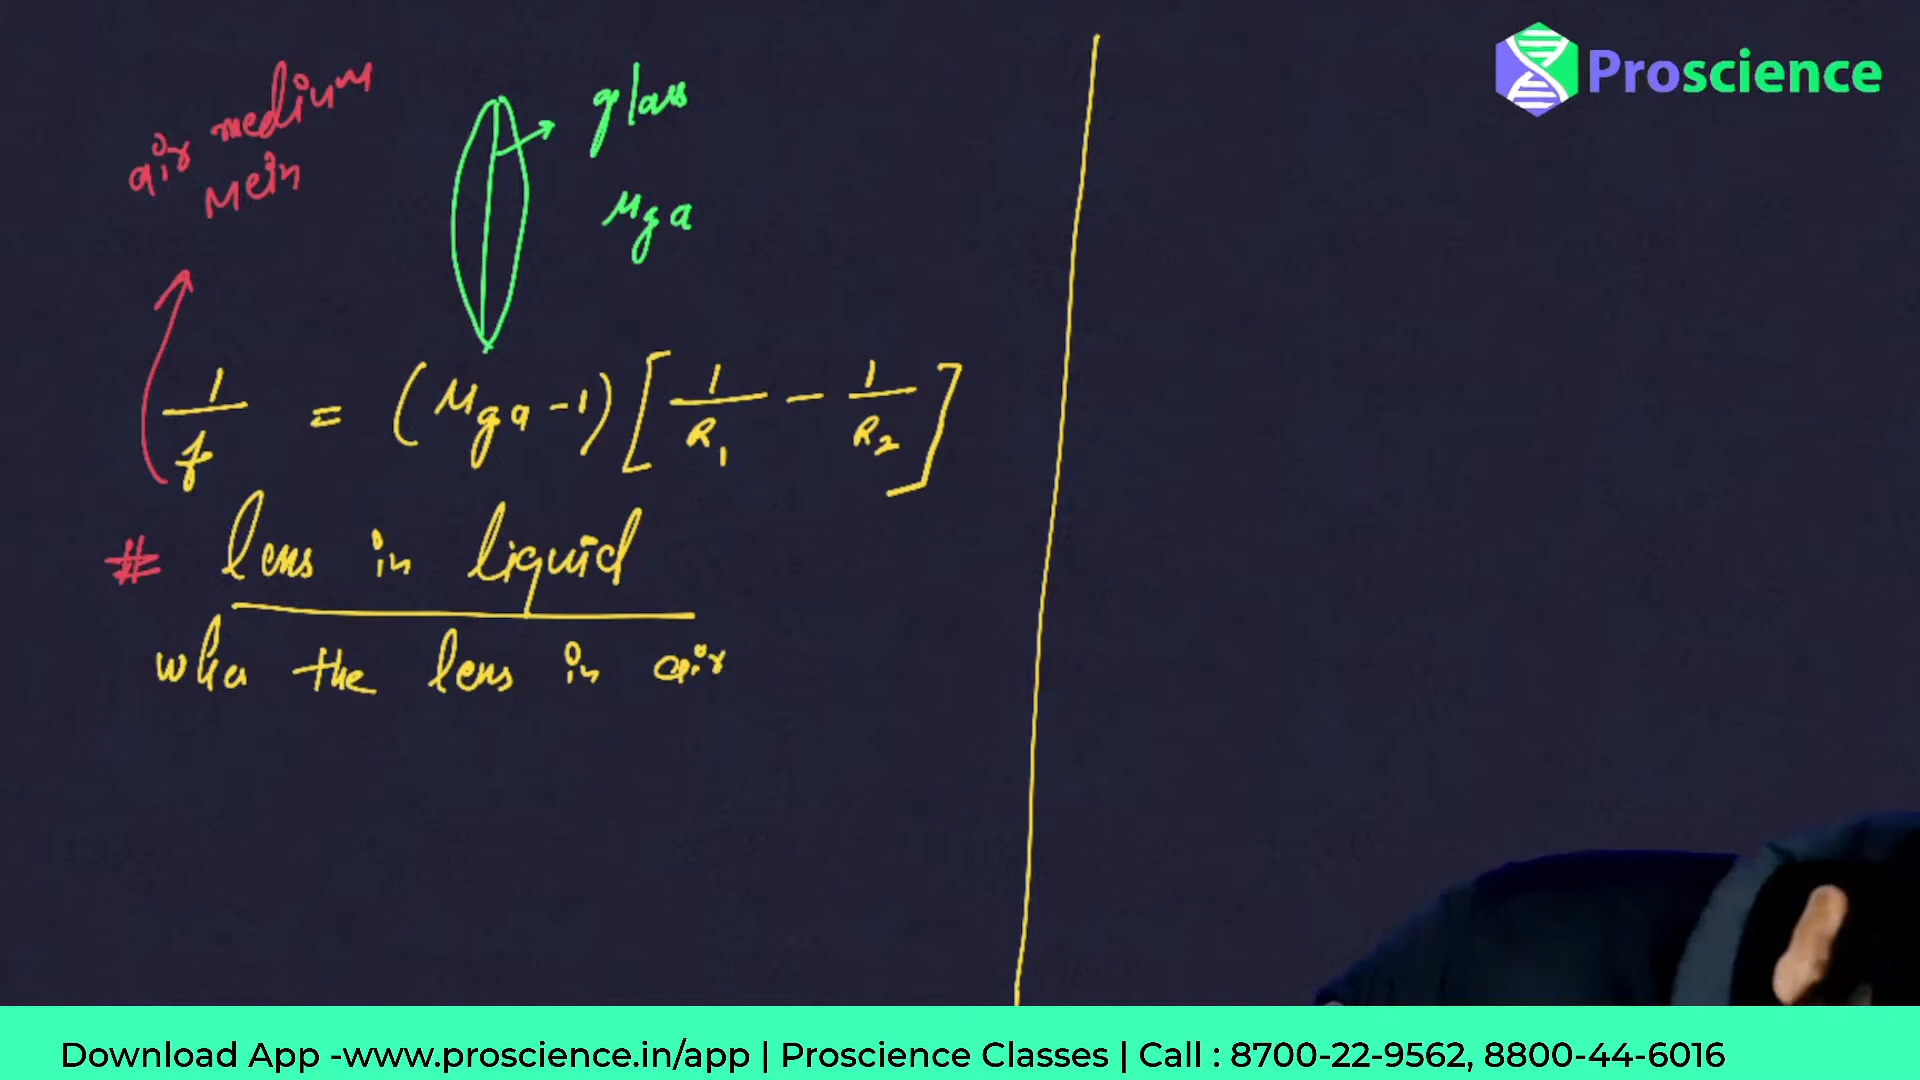 Proscience
air medium
mein
glass
μga
1/f = (μga - 1) [1/R1 - 1/R2]
# lens in liquid
when the lens in air
Download App -www.proscience.in/app | Proscience Classes | Call : 8700-22-9562, 8800-44-6016